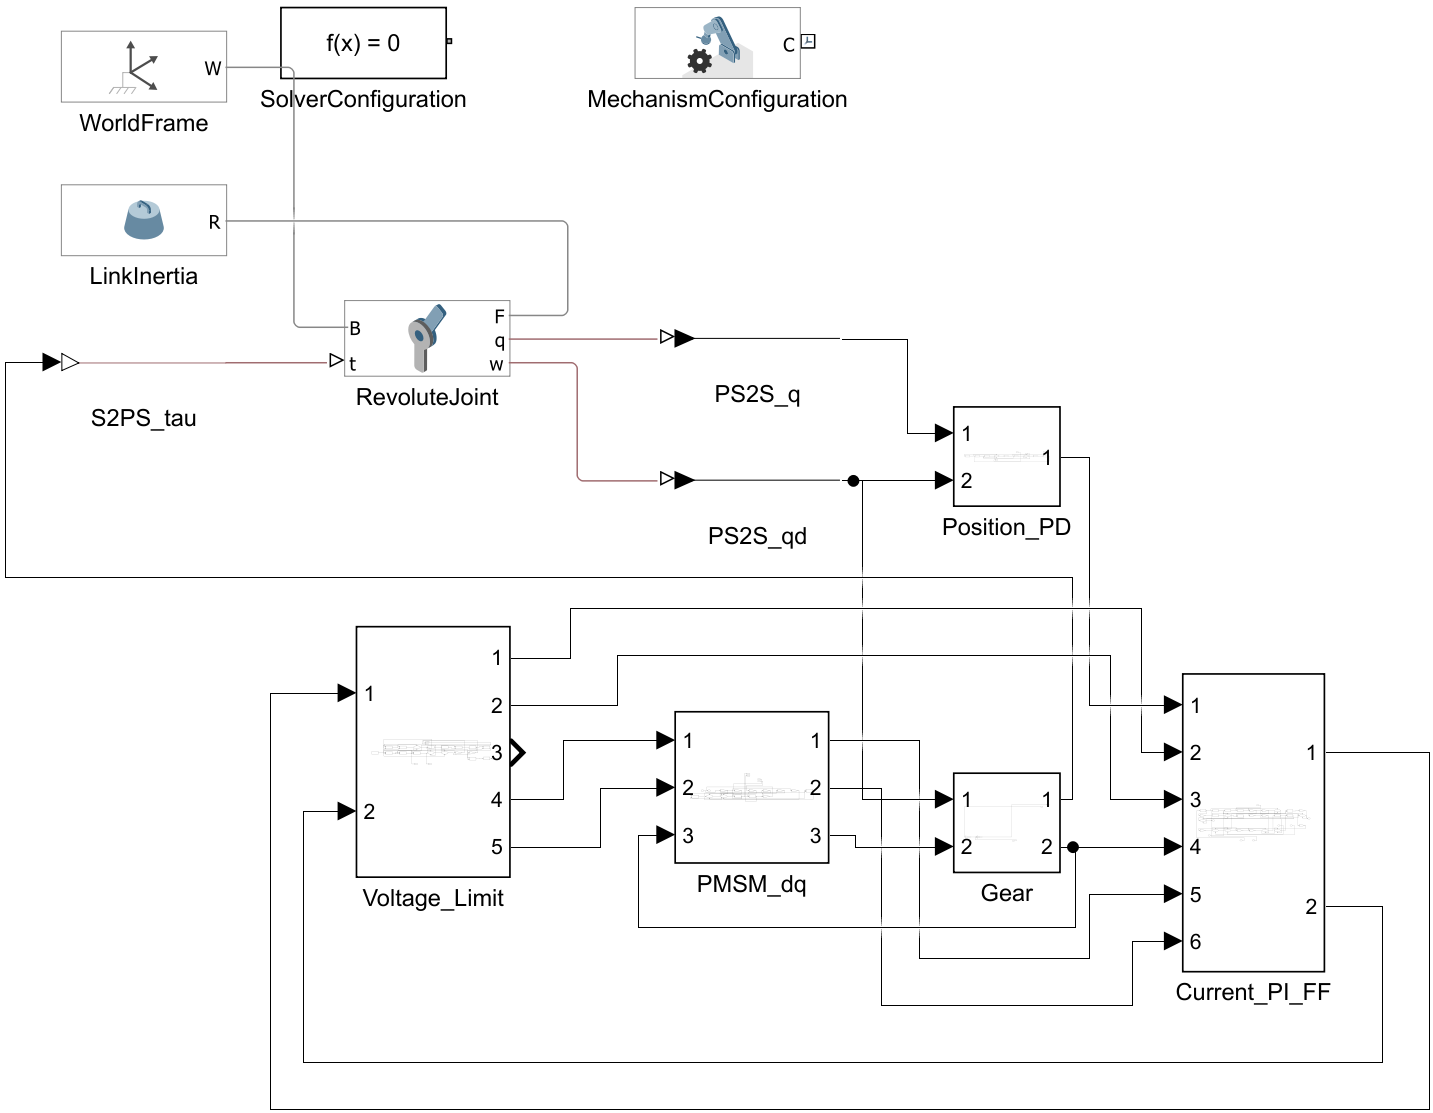 f(x) = 0
W
C
WorldFrame
SolverConfiguration
MechanismConfiguration
R
LinkInertia
B
t
F
q
w
RevoluteJoint
S2PS_tau
PS2S_q
PS2S_qd
1
2
1
Position_PD
1
2
1
2
3
4
5
Voltage_Limit
1
2
3
1
2
3
PMSM_dq
1
2
1
2
Gear
1
2
3
4
5
6
1
2
Current_PI_FF